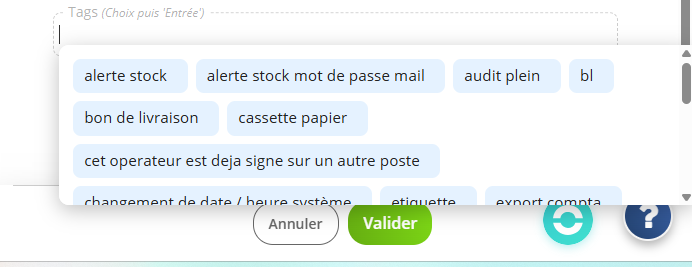 Tags (Choix puis 'Entrée')
alerte stock alerte stock mot de passe mail audit plein bl
bon de livraison cassette papier
cet operateur est deja signe sur un autre poste
changement de date / heure système etiquette export compta
Annuler Valider ?